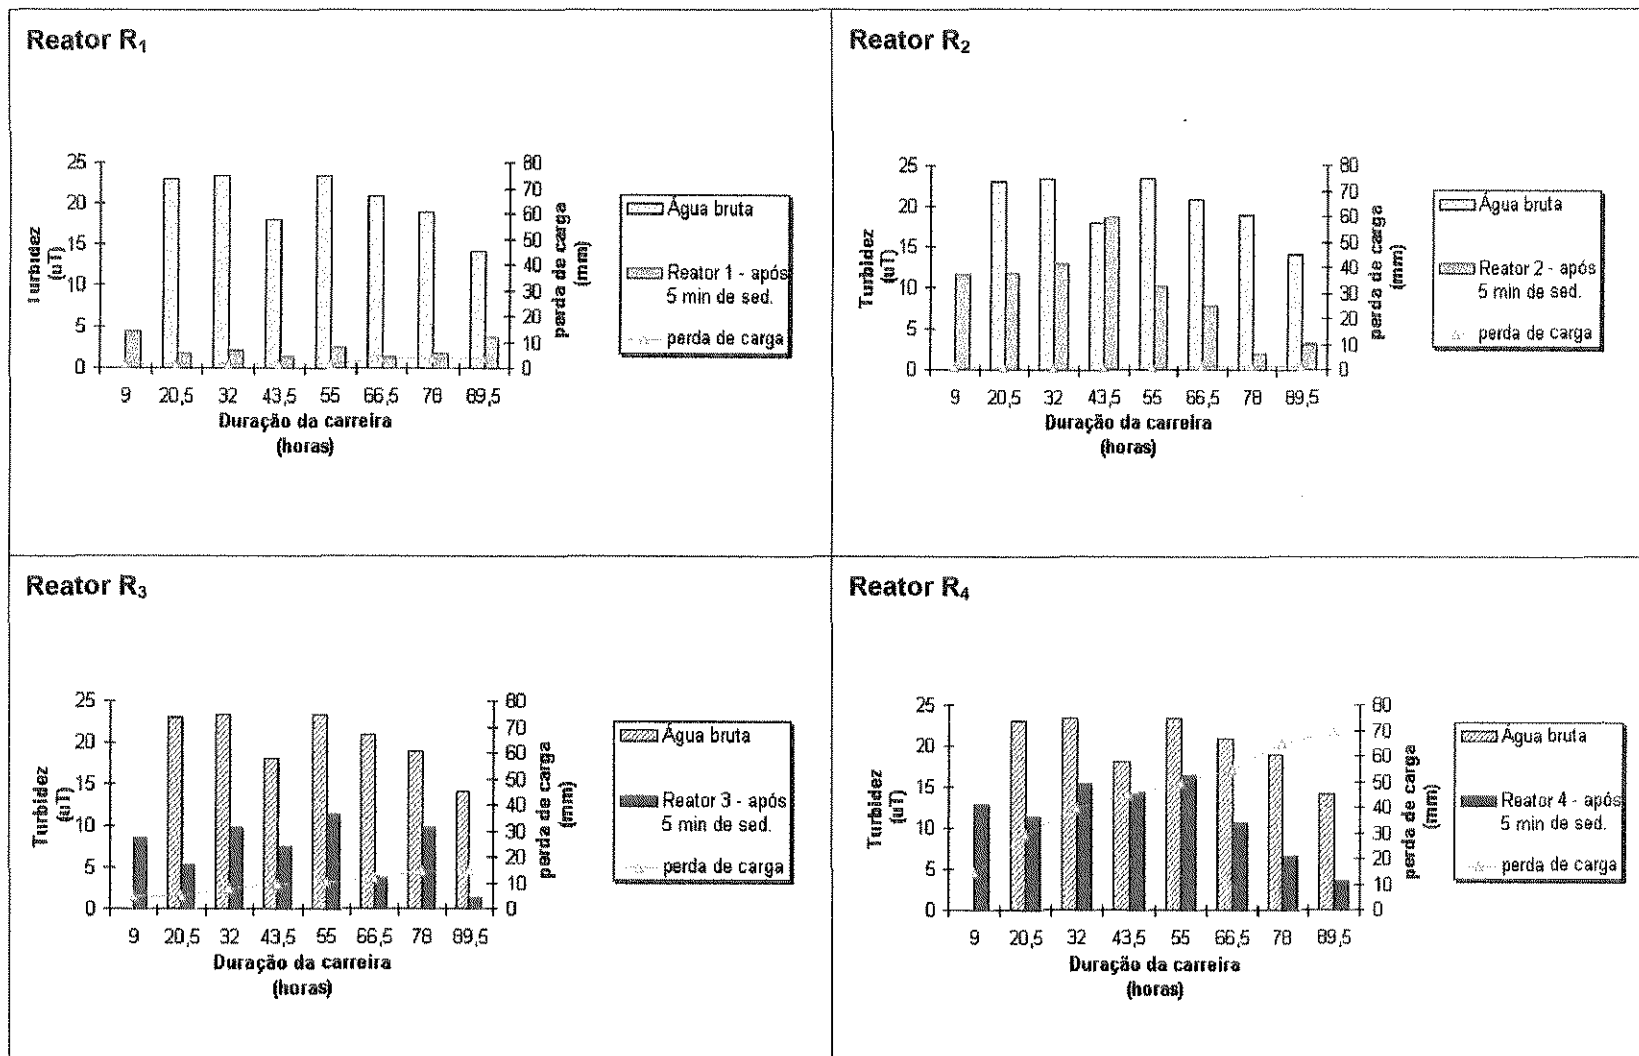 Reator R₁
25
20
15
10
5
0
Turbidez
(uT)
80
70
60
50
40
30
20
10
0
perda de carga
(mm)
9 20,5 32 43,5 55 66,5 78 89,5
Duração da carreira
(horas)
Água bruta
Reator 1 - após
5 min de sed.
perda de carga
Reator R₂
25
20
15
10
5
0
Turbidez
(uT)
80
70
60
50
40
30
20
10
0
perda de carga
(mm)
9 20,5 32 43,5 55 66,5 78 89,5
Duração da carreira
(horas)
Água bruta
Reator 2 - após
5 min de sed.
perda de carga
Reator R₃
25
20
15
10
5
0
Turbidez
(uT)
80
70
60
50
40
30
20
10
0
perda de carga
(mm)
9 20,5 32 43,5 55 66,5 78 89,5
Duração da carreira
(horas)
Água bruta
Reator 3 - após
5 min de sed.
perda de carga
Reator R₄
25
20
15
10
5
0
Turbidez
(uT)
80
70
60
50
40
30
20
10
0
perda de carga
(mm)
9 20,5 32 43,5 55 66,5 78 89,5
Duração da carreira
(horas)
Água bruta
Reator 4 - após
5 min de sed.
perda de carga